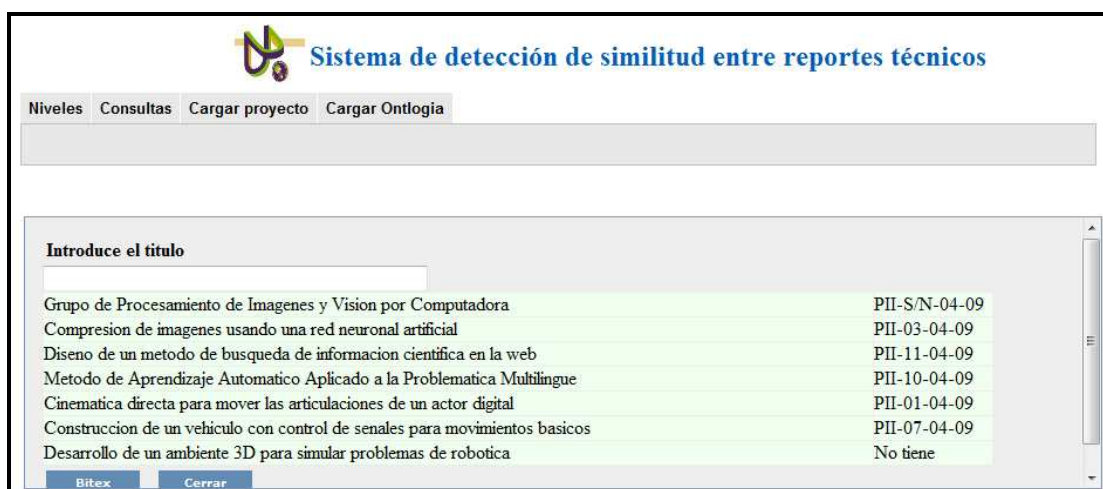 Sistema de detección de similitud entre reportes técnicos
Niveles Consultas Cargar proyecto Cargar Ontlogia
Introduce el titulo
Grupo de Procesamiento de Imagenes y Vision por Computadora PII-S/N-04-09
Compresion de imagenes usando una red neuronal artificial PII-03-04-09
Diseno de un metodo de busqueda de informacion cientifica en la web PII-11-04-09
Metodo de Aprendizaje Automatico Aplicado a la Problematica Multilingue PII-10-04-09
Cinematica directa para mover las articulaciones de un actor digital PII-01-04-09
Construccion de un vehiculo con control de senales para movimientos basicos PII-07-04-09
Desarrollo de un ambiente 3D para simular problemas de robotica No tiene
Bitex Cerrar